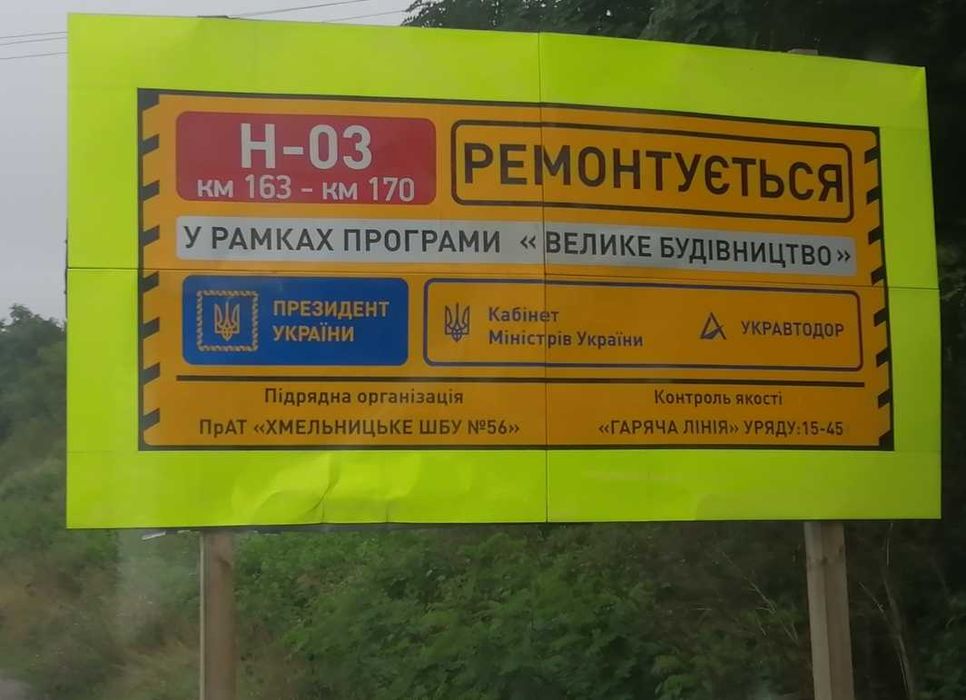 Н-03
км 163 - км 170
РЕМОНТУЄТЬСЯ
У РАМКАХ ПРОГРАМИ « ВЕЛИКЕ БУДІВНИЦТВО»
ПРЕЗИДЕНТ
УКРАЇНИ
Кабінет
Міністрів України
УКРАВТОДОР
Підрядна організація
ПрАТ «ХМЕЛЬНИЦЬКЕ ШБУ №56»
Контроль якості
«ГАРЯЧА ЛІНІЯ» УРЯДУ:15-45